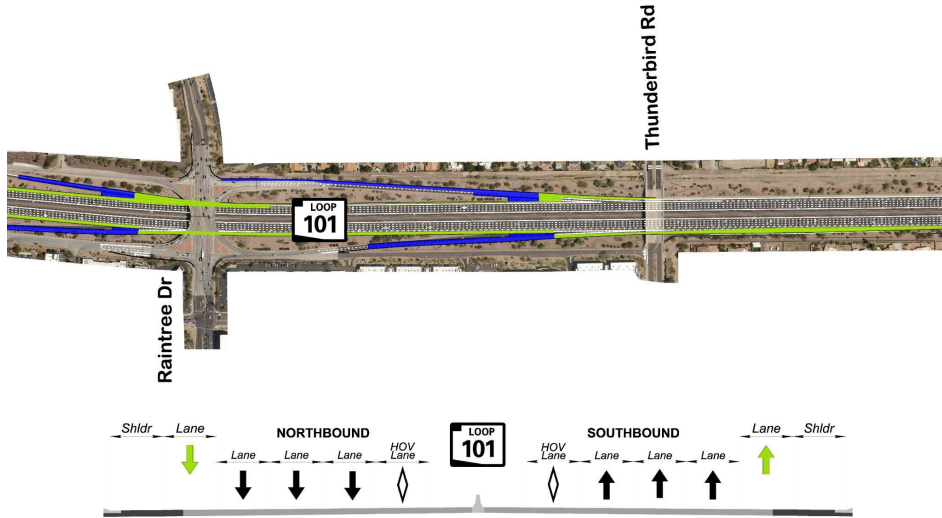 Thunderbird Rd
LOOP
101
Raintree Dr
Shldr Lane
NORTHBOUND
Lane Lane Lane HOV Lane
LOOP
101
HOV Lane Lane Lane Lane
SOUTHBOUND
Lane Shldr